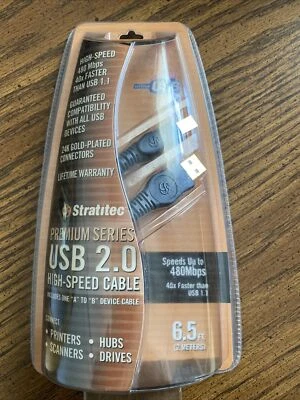 HIGH-SPEED
480 Mbps
40x FASTER
THAN USB 1.1
GUARANTEED
COMPATIBILITY
WITH ALL USB
DEVICES
24K GOLD-PLATED
CONNECTORS
LIFETIME WARRANTY
Stratitec
PREMIUM SERIES
USB 2.0
HIGH-SPEED CABLE
INCLUDES ONE "A" TO "B" DEVICE CABLE
CONNECT
• PRINTERS
• SCANNERS
• HUBS
• DRIVES
Speeds Up to
480Mbps
40x Faster than
USB 1.1
6.5 FT.
(2 METERS)